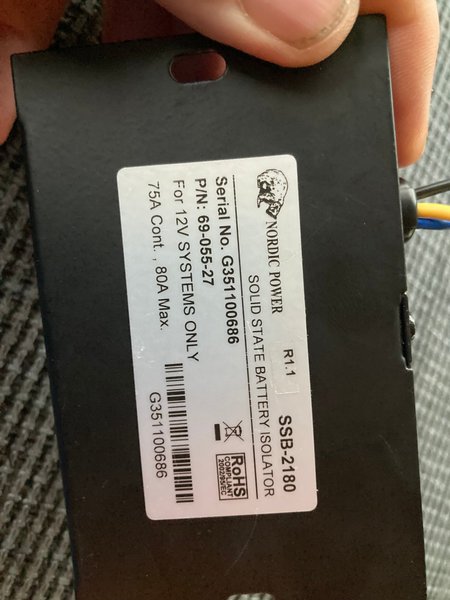 NORDIC POWER
R1.1
SSB-2180
SOLID STATE BATTERY ISOLATOR
Serial No. G351100686
P/N: 69-055-27
For 12V SYSTEMS ONLY
75A Cont. , 80A Max.
RoHS
COMPLIANT
2002/95/EC
G351100686